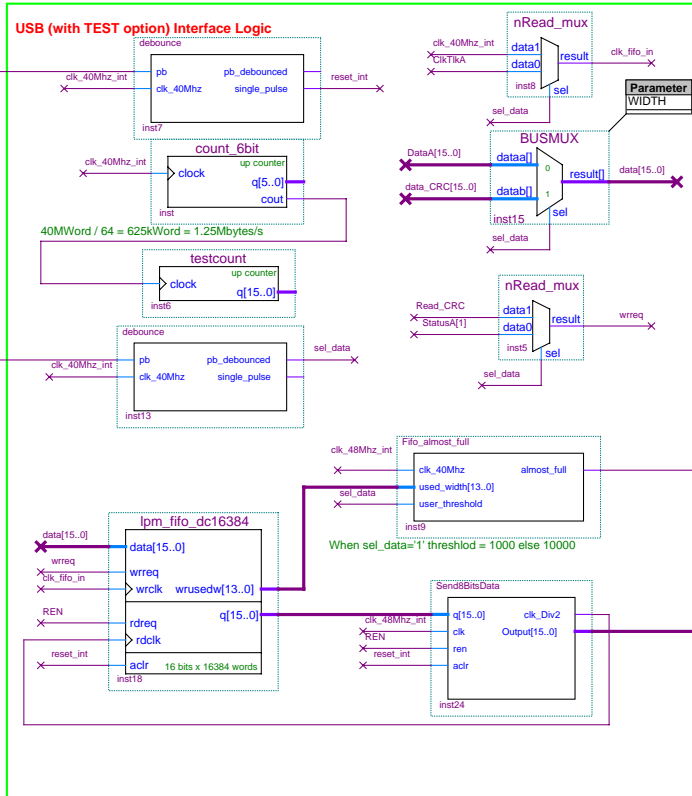 USB (with TEST option) Interface Logic
debounce
pb
pb_debounced
clk_40Mhz_int
clk_40Mhz
single_pulse
reset_int
inst7
nRead_mux
clk_40Mhz_int
data1
ClkTlkA
data0
result
clk_fifo_in
inst8
sel
sel_data
Parameter
WIDTH
count_6bit
up counter
clk_40Mhz_int
clock
q[5..0]
cout
inst
40MWord / 64 = 625kWord = 1.25Mbytes/s
BUSMUX
DataA[15..0]
dataa[]
0
result[]
data[15..0]
data_CRC[15..0]
datab[]
1
sel
inst15
sel_data
testcount
up counter
clock
q[15..0]
inst6
nRead_mux
Read_CRC
data1
StatusA[1]
data0
result
wrreq
inst5
sel
sel_data
debounce
pb
pb_debounced
sel_data
clk_40Mhz_int
clk_40Mhz
single_pulse
inst13
Fifo_almost_full
clk_48Mhz_int
clk_40Mhz
almost_full
used_width[13..0]
sel_data
user_threshold
inst9
When sel_data='1' threshlod = 1000 else 10000
lpm_fifo_dc16384
data[15..0]
data[15..0]
wrreq
wrreq
clk_fifo_in
wrclk
wrusedw[13..0]
q[15..0]
REN
rdreq
rdclk
reset_int
aclr
16 bits x 16384 words
inst18
Send8BitsData
q[15..0]
clk_Div2
clk_48Mhz_int
clk
Output[15..0]
REN
ren
reset_int
aclr
inst24